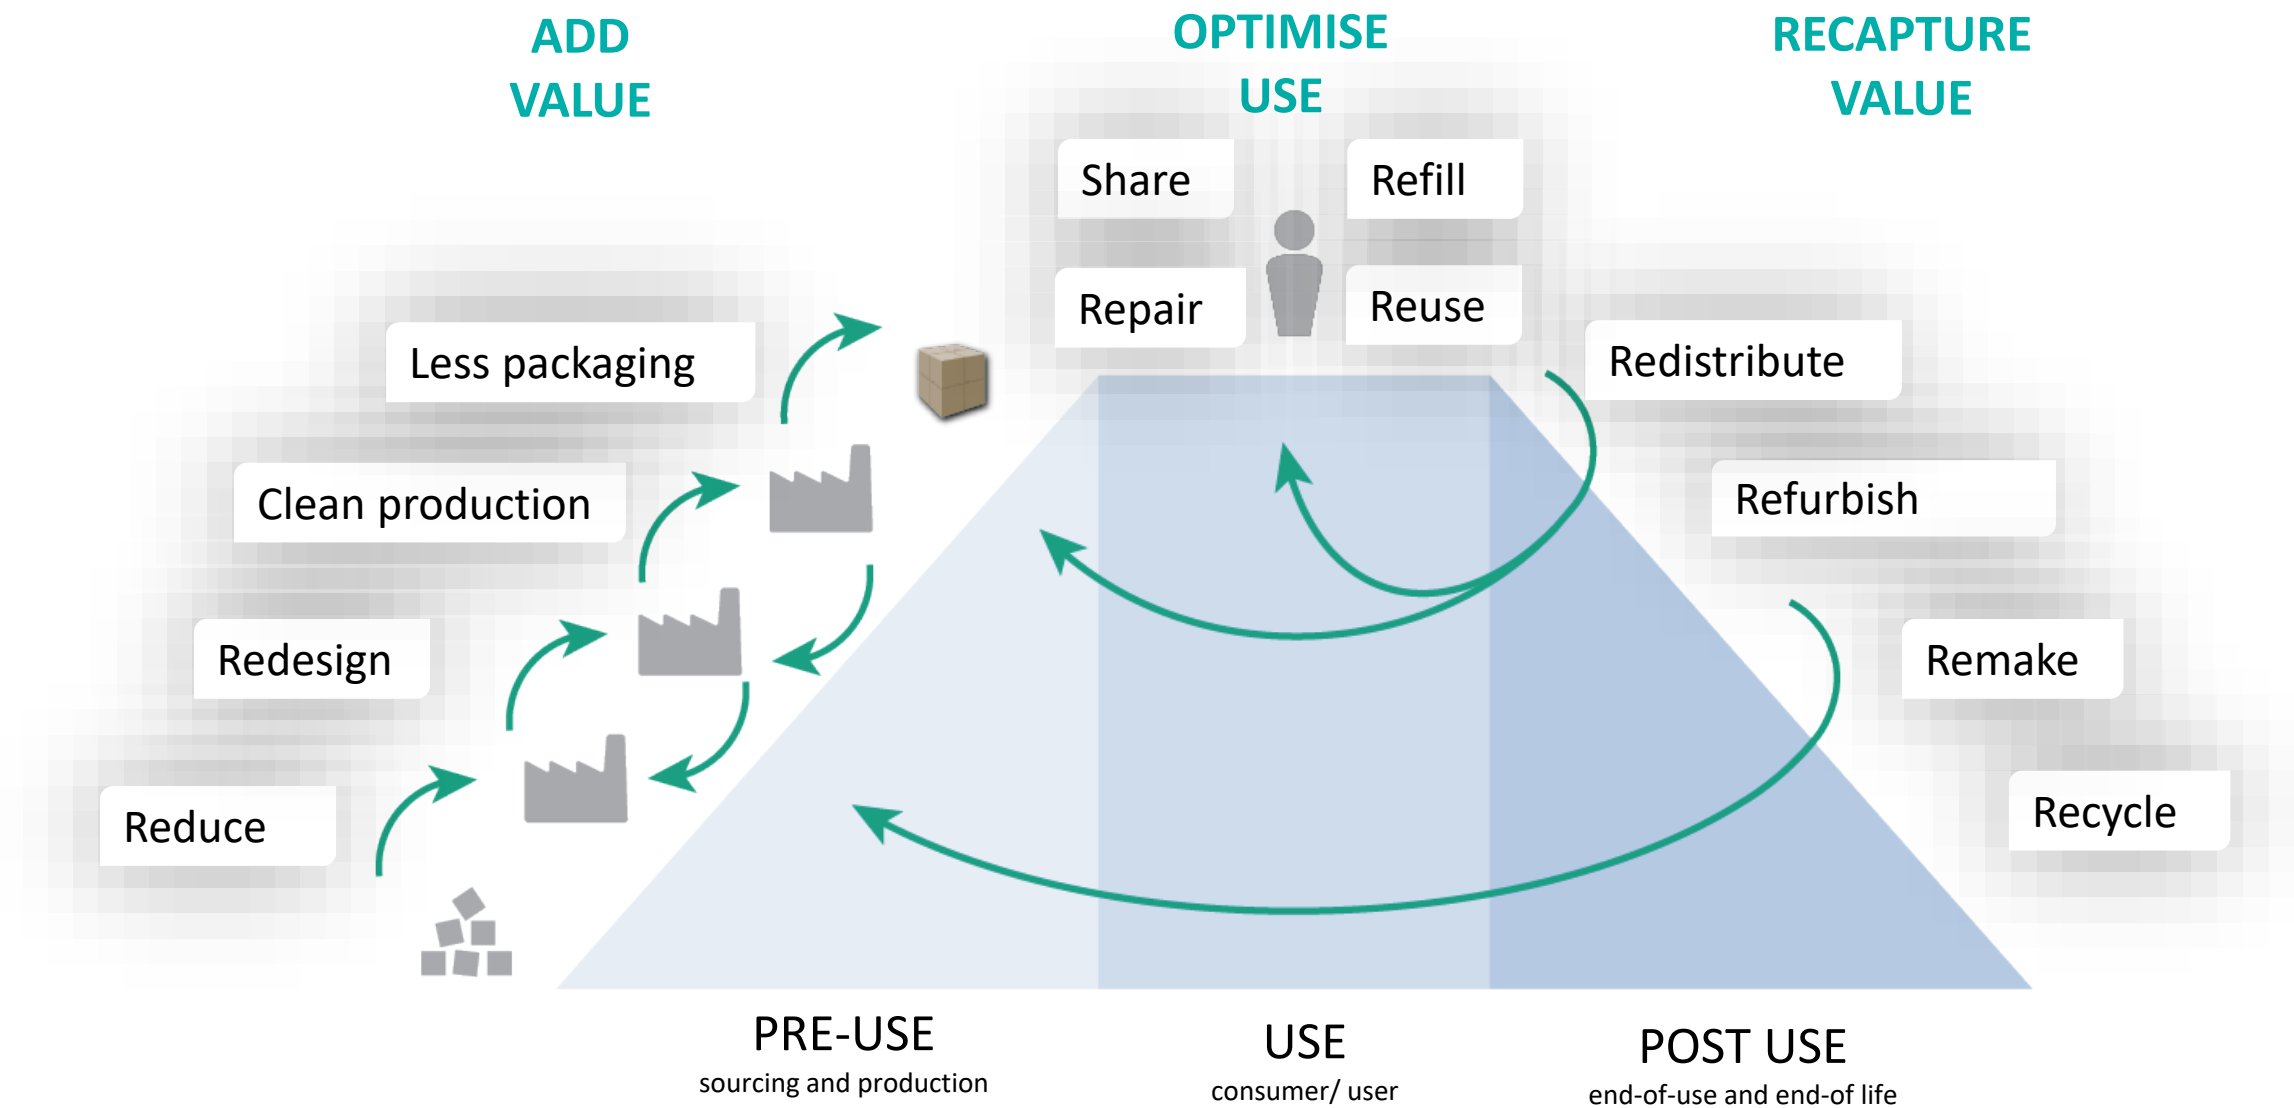 ADD
VALUE
OPTIMISE
USE
RECAPTURE
VALUE
Share
Refill
Repair
Reuse
Less packaging
Redistribute
Clean production
Refurbish
Redesign
Remake
Reduce
Recycle
PRE-USE
sourcing and production
USE
consumer/ user
POST USE
end-of-use and end-of life